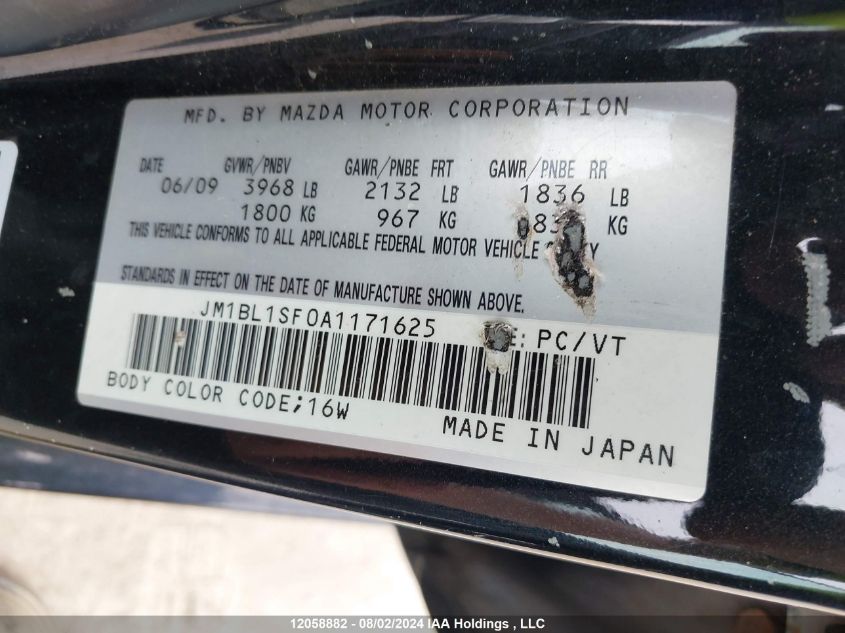 MFD. BY MAZDA MOTOR CORPORATION
DATE GVWR/PNBV GAWR/PNBE FRT GAWR/PNBE RR
06/09 3968 LB 2132 LB 1836 LB
1800 KG 967 KG KG
THIS VEHICLE CONFORMS TO ALL APPLICABLE FEDERAL MOTOR VEHICLE
STANDARDS IN EFFECT ON THE DATE OF MANUFACTURE SHOWN ABOVE.
JM1BL1SF0A1171625 : PC/VT
BODY COLOR CODE;16W
MADE IN JAPAN
12058882 - 08/02/2024 IAA Holdings , LLC